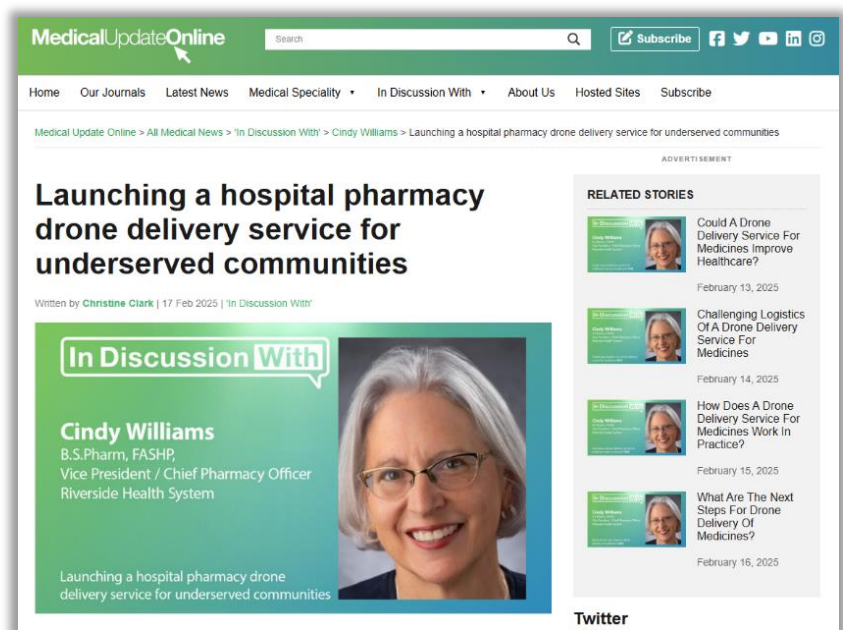 MedicalUpdateOnline
Search
Subscribe
Home Our Journals Latest News Medical Speciality In Discussion With About Us Hosted Sites Subscribe
Medical Update Online > All Medical News > 'In Discussion With' > Cindy Williams > Launching a hospital pharmacy drone delivery service for underserved communities
ADVERTISEMENT
Launching a hospital pharmacy
drone delivery service for
underserved communities
Written by Christine Clark | 17 Feb 2025 | 'In Discussion With'
In Discussion With
Cindy Williams
B.S.Pharm, FASHP,
Vice President / Chief Pharmacy Officer
Riverside Health System
Launching a hospital pharmacy drone
delivery service for underserved communities
RELATED STORIES
Could A Drone
Delivery Service For
Medicines Improve
Healthcare?
February 13, 2025
Challenging Logistics
Of A Drone Delivery
Service For
Medicines
February 14, 2025
How Does A Drone
Delivery Service For
Medicines Work In
Practice?
February 15, 2025
What Are The Next
Steps For Drone
Delivery Of
Medicines?
February 16, 2025
Twitter